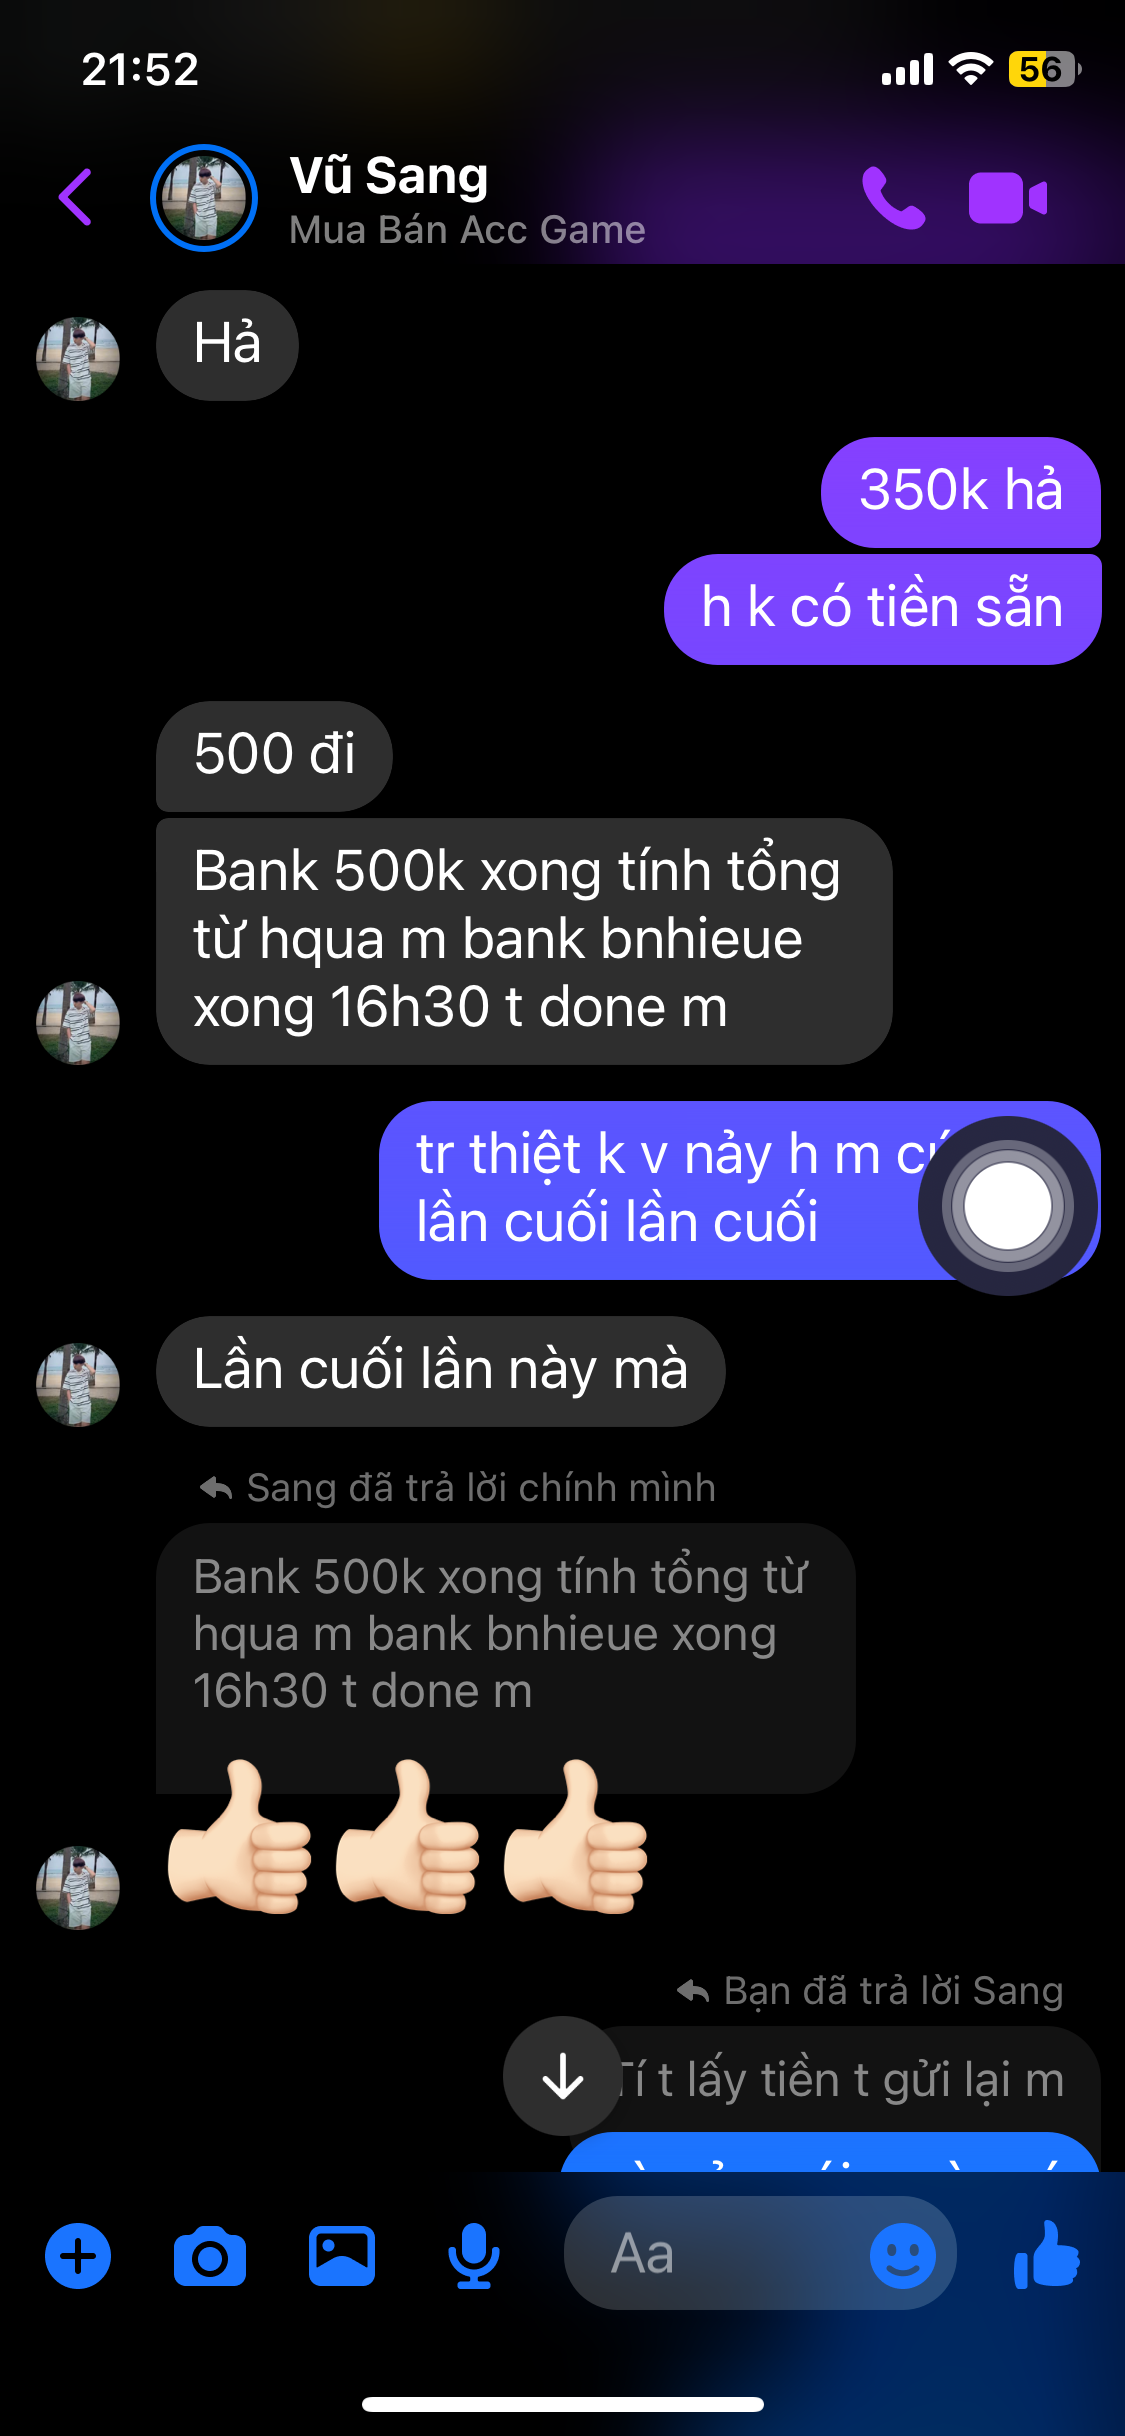 21:52
56
Vũ Sang
Mua Bán Acc Game
Hả
350k hả
h k có tiền sẵn
500 đi
Bank 500k xong tính tổng
từ hqua m bank bnhieue
xong 16h30 t done m
tr thiệt k v nảy h m
lần cuối lần cuối
Lần cuối lần này mà
Sang đã trả lời chính mình
Bank 500k xong tính tổng từ
hqua m bank bnhieue xong
16h30 t done m
Bạn đã trả lời Sang
Tí t lấy tiền t gửi lại m
Aa